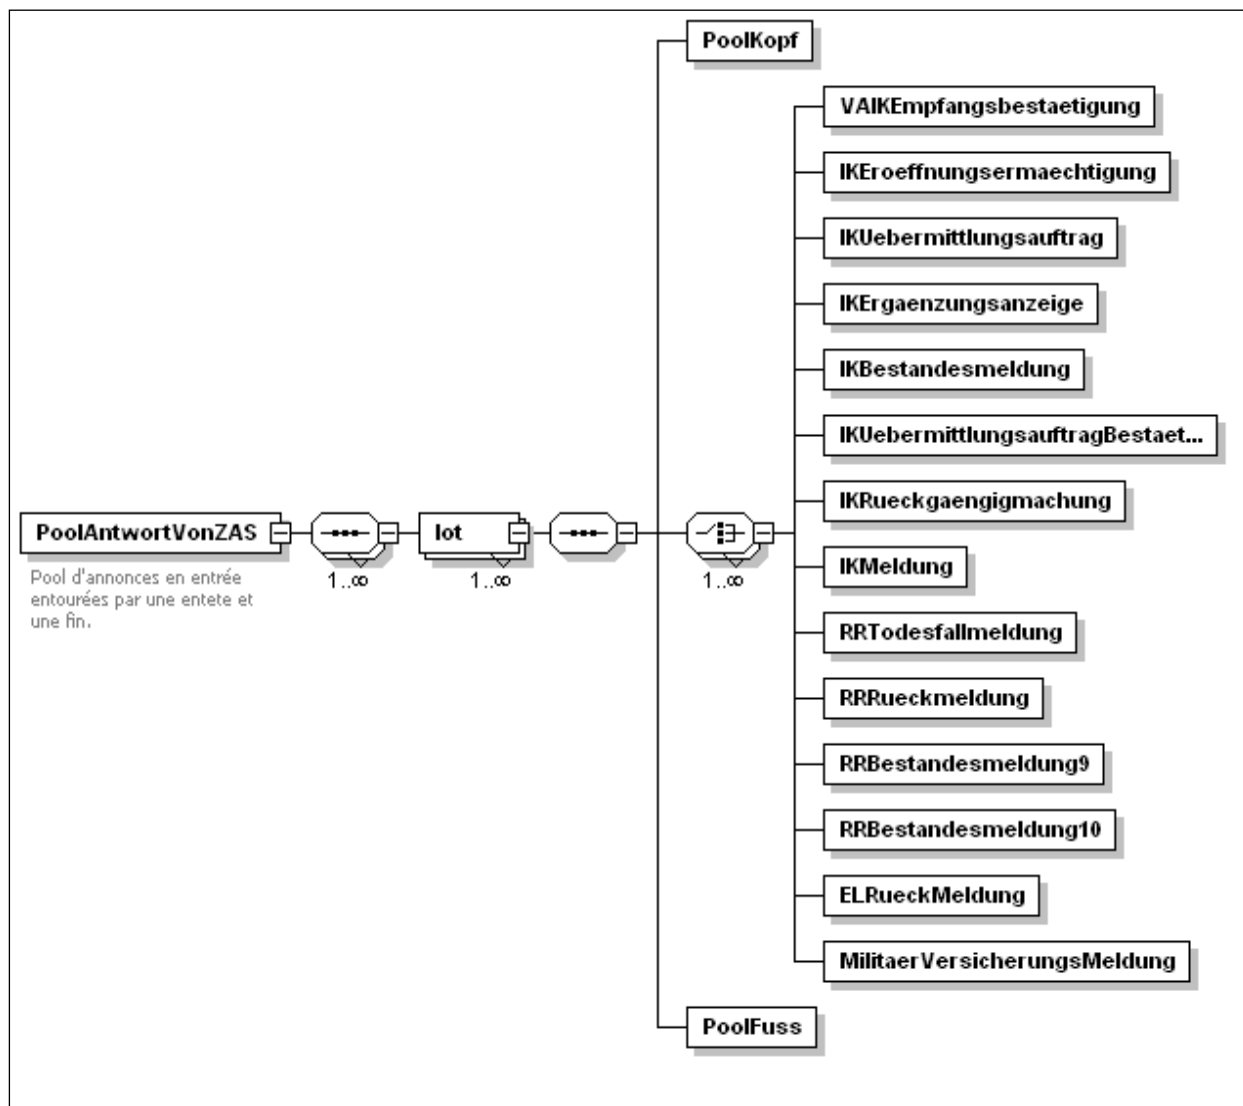 PoolKopf
VAIKEmpfangsbestaetigung
IKEroeffnungsermaechtigung
IKUebermittlungsauftrag
IKErgaenzungsanzeige
IKBestandesmeldung
IKUebermittlungsauftragBestaet...
IKRueckgaengigmachung
PoolAntwortVonZAS
lot
Pool d'annonces en entrée
entourées par une entete et
une fin.
1..∞
1..∞
1..∞
IKMeldung
RRTodesfallmeldung
RRRueckmeldung
RRBestandesmeldung9
RRBestandesmeldung10
ELRueckMeldung
MilitaerVersicherungsMeldung
PoolFuss